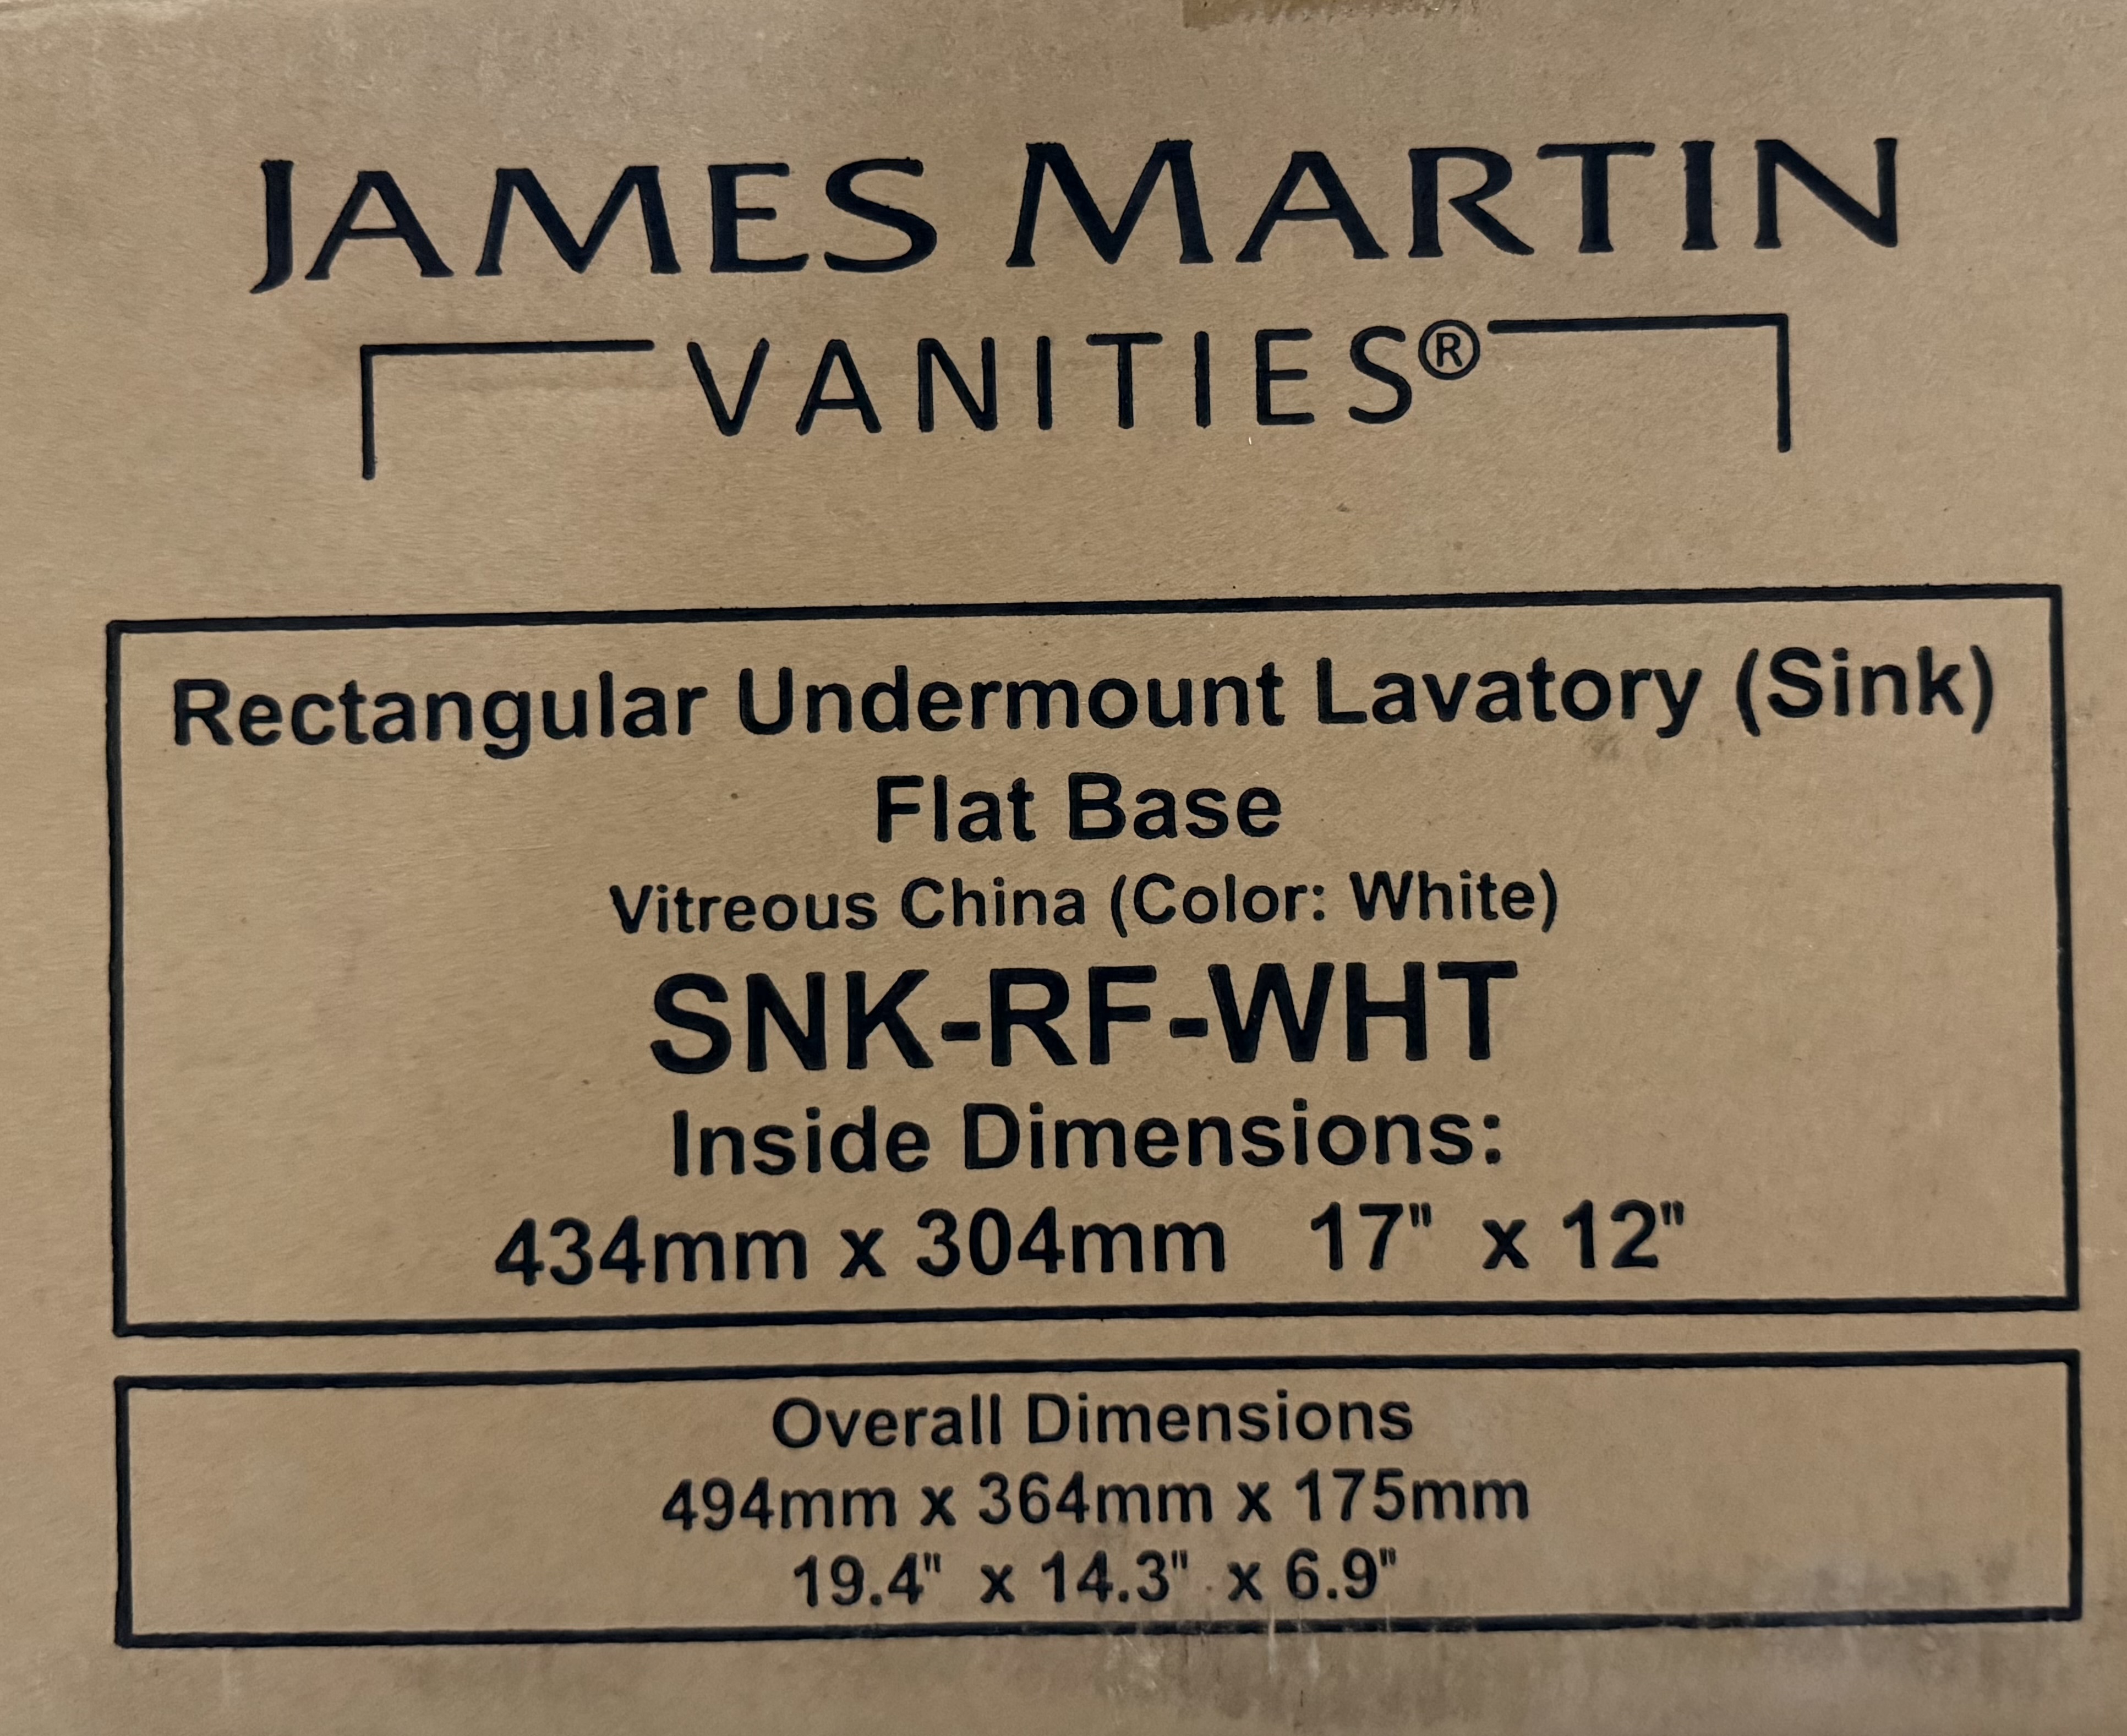 JAMES MARTIN
VANITIES®
Rectangular Undermount Lavatory (Sink)
Flat Base
Vitreous China (Color: White)
SNK-RF-WHT
Inside Dimensions:
434mm x 304mm 17" x 12"
Overall Dimensions
494mm x 364mm x 175mm
19.4" x 14.3" x 6.9"